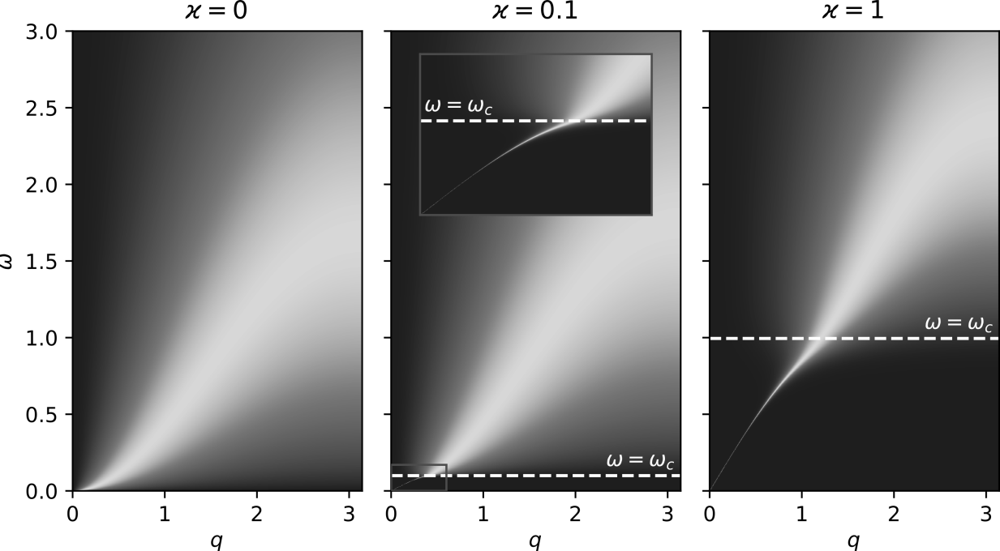 ϰ = 0
ϰ = 0.1
ϰ = 1
3.0
2.5
2.0
1.5
1.0
0.5
0.0
ω
ω = ω_c
ω = ω_c
ω = ω_c
0 1 2 3
0 1 2 3
0 1 2 3
q
q
q